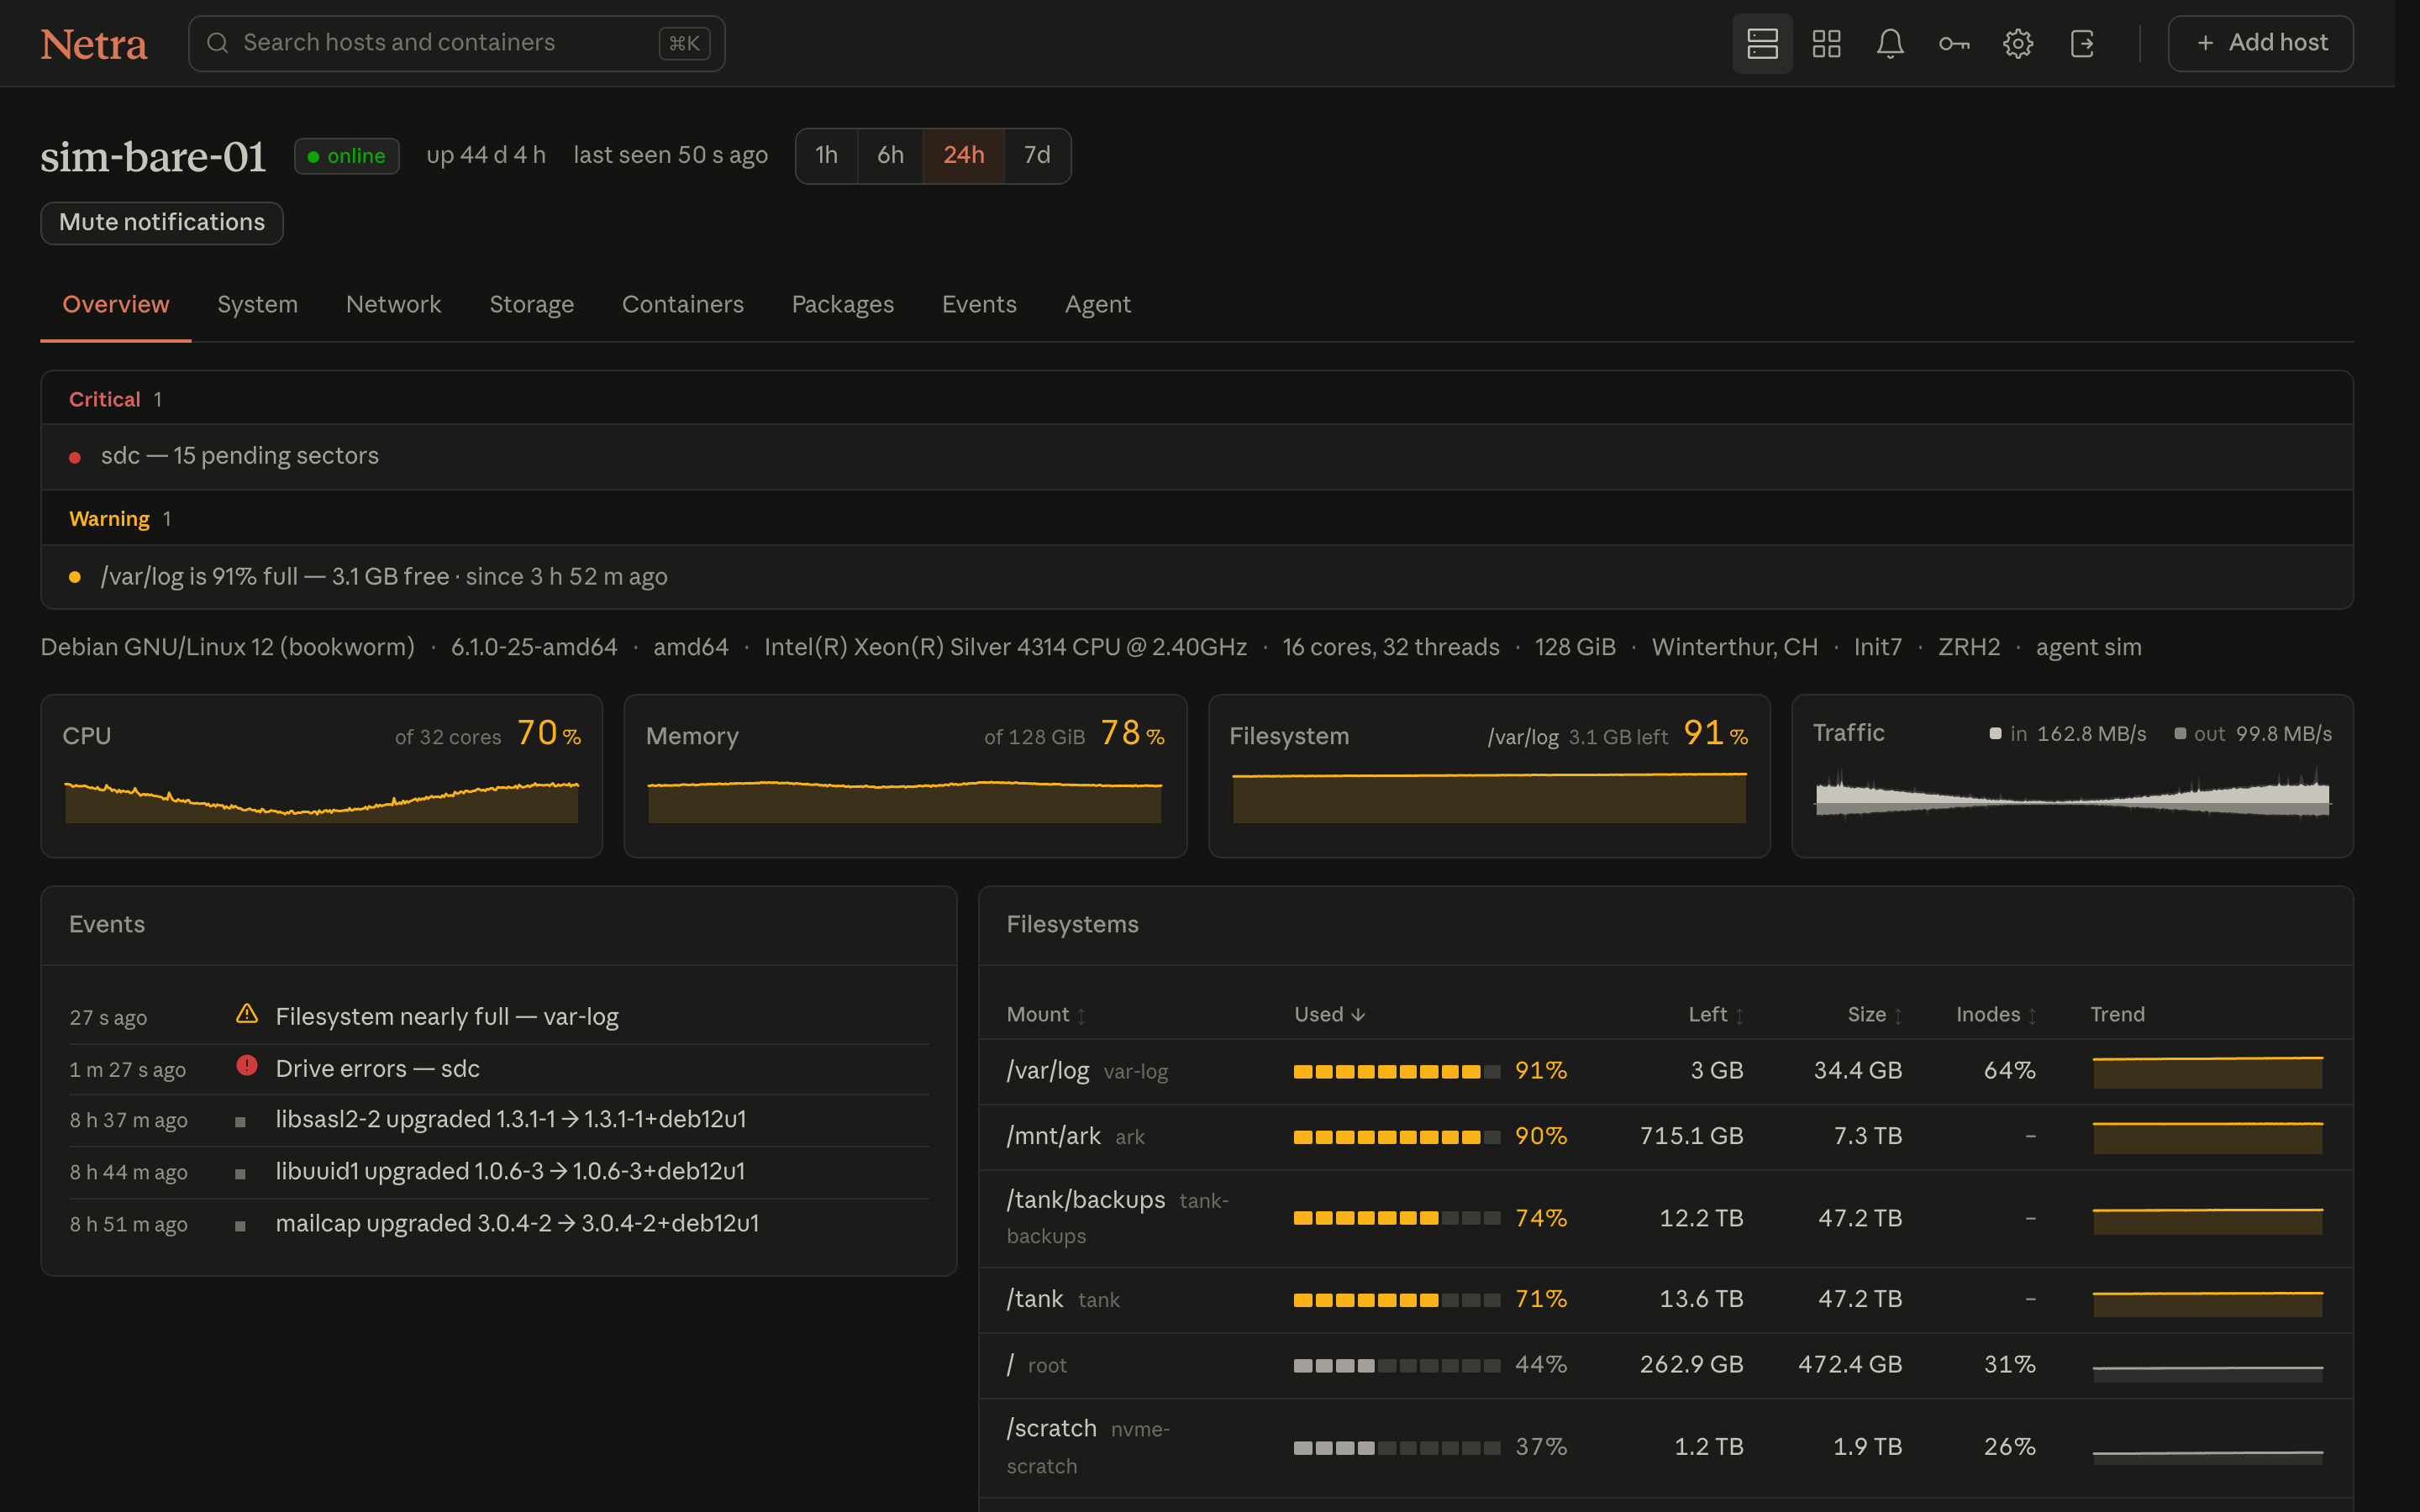 Netra
Search hosts and containers ⌘K
+ Add host
sim-bare-01 online up 44 d 4 h last seen 50 s ago 1h 6h 24h 7d
Mute notifications
Overview System Network Storage Containers Packages Events Agent
Critical 1
sdc — 15 pending sectors
Warning 1
/var/log is 91% full — 3.1 GB free · since 3 h 52 m ago
Debian GNU/Linux 12 (bookworm) · 6.1.0-25-amd64 · amd64 · Intel(R) Xeon(R) Silver 4314 CPU @ 2.40GHz · 16 cores, 32 threads · 128 GiB · Winterthur, CH · Init7 · ZRH2 · agent sim
CPU of 32 cores 70 %
Memory of 128 GiB 78 %
Filesystem /var/log 3.1 GB left 91 %
Traffic in 162.8 MB/s out 99.8 MB/s
Events
27 s ago Filesystem nearly full — var-log
1 m 27 s ago Drive errors — sdc
8 h 37 m ago libsasl2-2 upgraded 1.3.1-1 → 1.3.1-1+deb12u1
8 h 44 m ago libuuid1 upgraded 1.0.6-3 → 1.0.6-3+deb12u1
8 h 51 m ago mailcap upgraded 3.0.4-2 → 3.0.4-2+deb12u1
Filesystems
Mount ↕ Used ↓ Left ↕ Size ↕ Inodes ↕ Trend
/var/log var-log 91% 3 GB 34.4 GB 64%
/mnt/ark ark 90% 715.1 GB 7.3 TB –
/tank/backups tank-
backups 74% 12.2 TB 47.2 TB –
/tank tank 71% 13.6 TB 47.2 TB –
/ root 44% 262.9 GB 472.4 GB 31%
/scratch nvme-
scratch 37% 1.2 TB 1.9 TB 26%